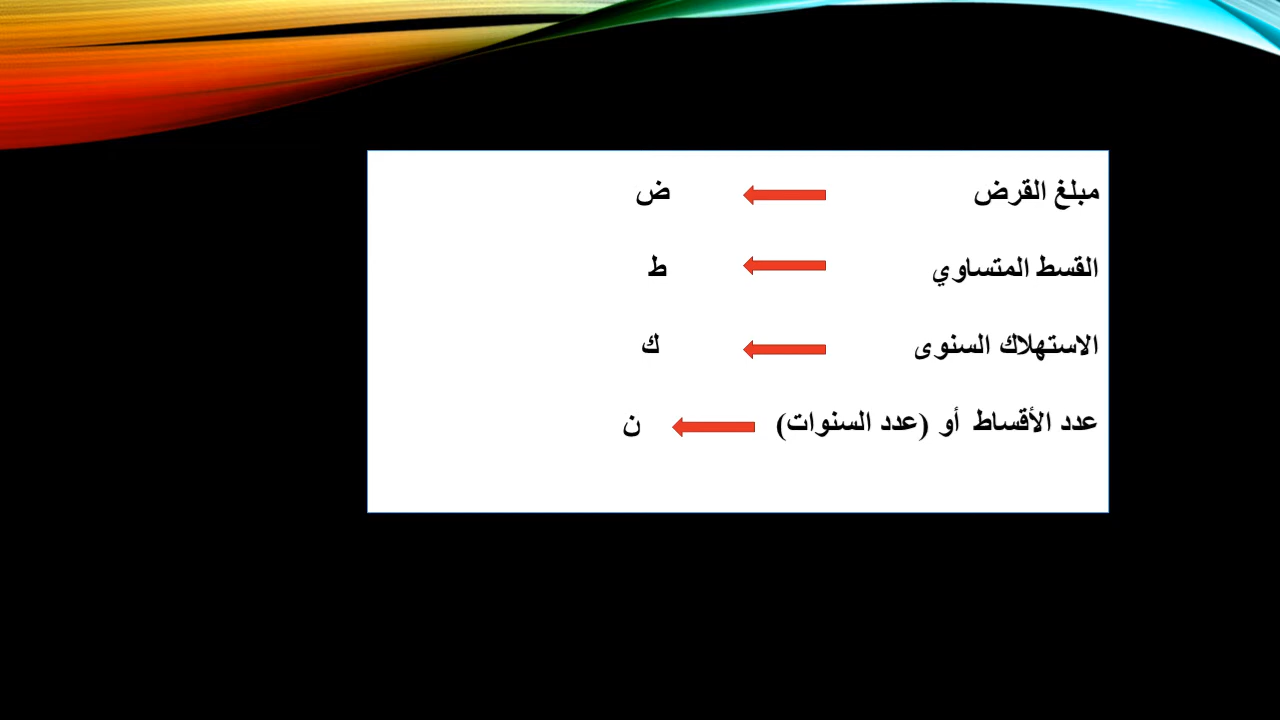 مبلغ القرض ض
القسط المتساوي ط
الاستهلاك السنوى ك
عدد الأقساط أو (عدد السنوات) ن